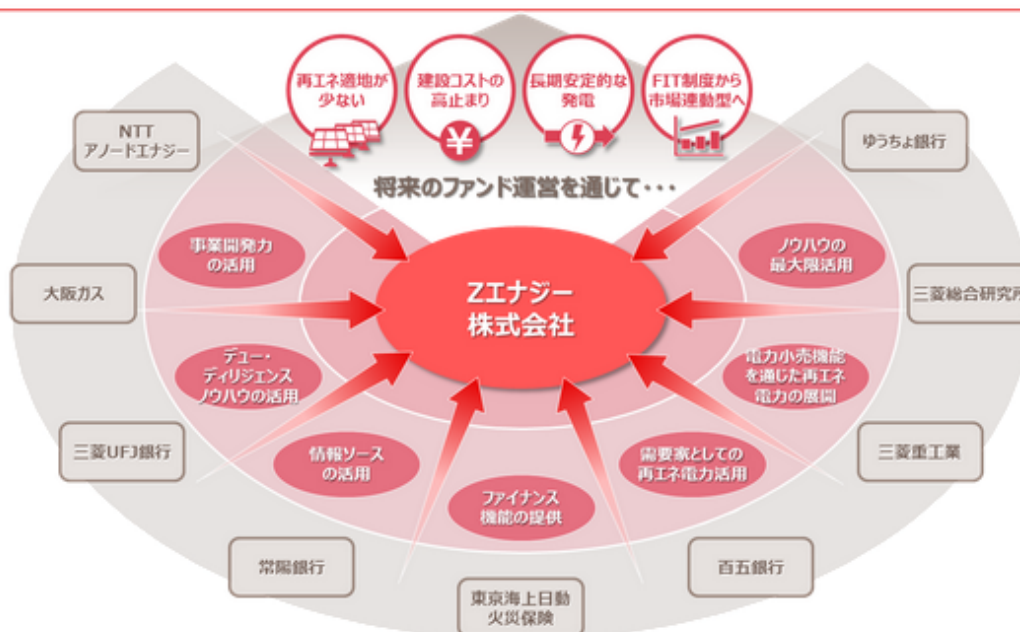 再エネ適地が
少ない
建設コストの
高止まり
長期安定的な
発電
FIT制度から
市場連動型へ
¥
将来のファンド運営を通じて・・・
NTT
アノードエナジー
ゆうちょ銀行
事業開発力
の活用
ノウハウの
最大限活用
大阪ガス
Zエナジー
株式会社
三菱総合研究所
デュー・
ディリジェンス
ノウハウの活用
電力小売機能
を通じた再エネ
電力の展開
三菱UFJ銀行
情報ソース
の活用
需要家としての
再エネ電力活用
三菱重工業
ファイナンス
機能の提供
常陽銀行
百五銀行
東京海上日動
火災保険